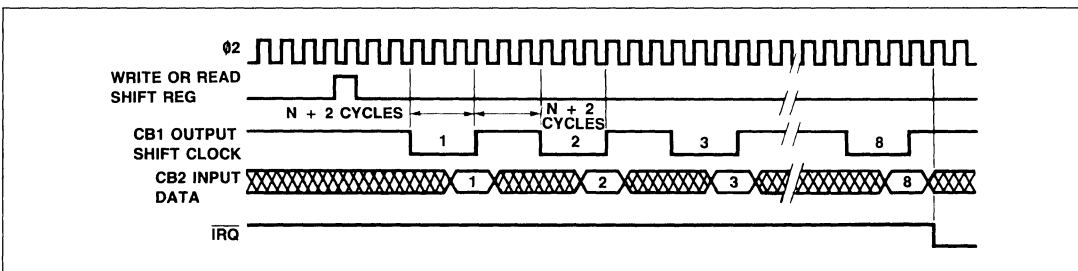 φ2
WRITE OR READ
SHIFT REG
N + 2 CYCLES
N + 2
CYCLES
CB1 OUTPUT
SHIFT CLOCK
1
2
3
8
CB2 INPUT
DATA
1
2
3
8
IRQ